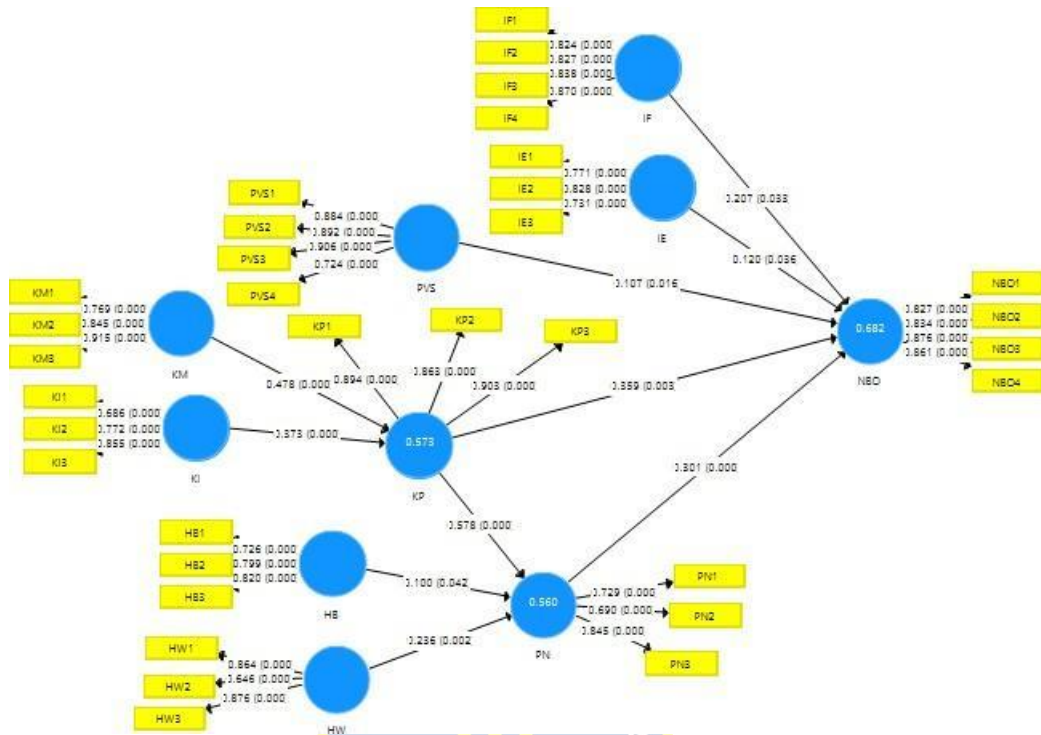 IF1
IF2
IF3
IF4
0.824 (0.000
0.827 (0.000
0.838 (0.000
0.870 (0.000
IF
IE1
IE2
IE3
0.771 (0.000
0.828 (0.000
0.731 (0.000
IE
0.207 (0.033
0.120 (0.036
PVS1
PVS2
PVS3
PVS4
0.884 (0.000
0.892 (0.000
0.906 (0.000
0.724 (0.000
PVS
0.107 (0.016
KM1
KM2
KM3
0.769 (0.000
0.845 (0.000
0.915 (0.000
KM
KP1
KP2
KP3
0.894 (0.000
0.863 (0.000
0.903 (0.000
0.478 (0.000
0.359 (0.003
0.682
NBO
NBO1
NBO2
NBO3
NBO4
0.827 (0.000
0.834 (0.000
0.876 (0.000
0.861 (0.000
KI1
KI2
KI3
0.686 (0.000
0.772 (0.000
0.855 (0.000
KI
0.373 (0.000
0.573
KP
0.301 (0.000
0.578 (0.000
HB1
HB2
HB3
0.726 (0.000
0.799 (0.000
0.820 (0.000
HB
0.100 (0.042
0.560
PN
PN1
PN2
PN3
0.729 (0.000
0.690 (0.000
0.845 (0.000
0.236 (0.002
HW1
HW2
HW3
0.864 (0.000
0.646 (0.000
0.876 (0.000
HW